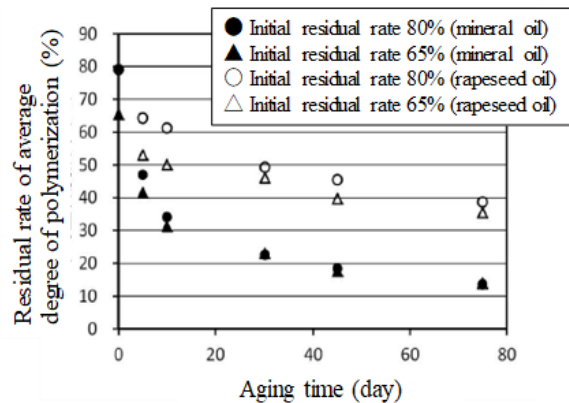 ● Initial residual rate 80% (mineral oil)
▲ Initial residual rate 65% (mineral oil)
○ Initial residual rate 80% (rapeseed oil)
△ Initial residual rate 65% (rapeseed oil)
Residual rate of average
degree of polymerization (%)
90
80
70
60
50
40
30
20
10
0
0 20 40 60 80
Aging time (day)